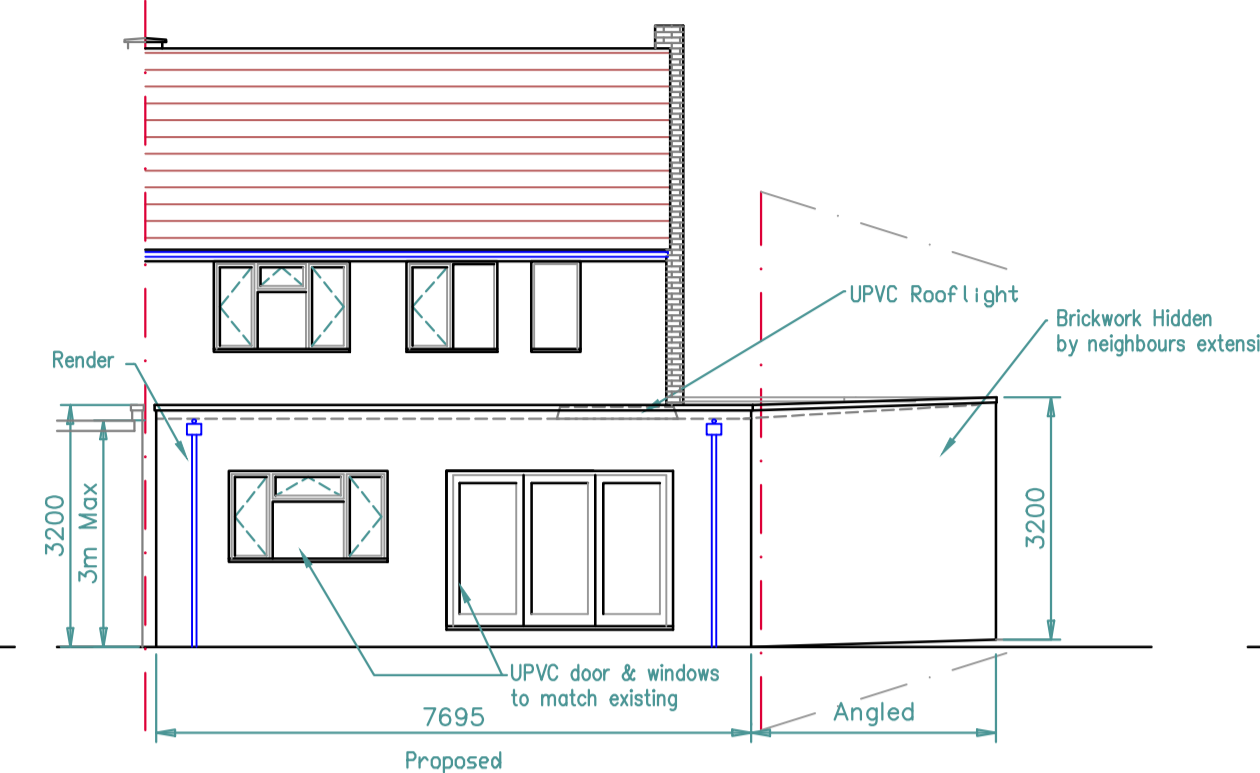 UPVC Rooflight
Brickwork Hidden
by neighbours extensi
Render
3200
3m Max
3200
UPVC door & windows
to match existing
7695
Angled
Proposed